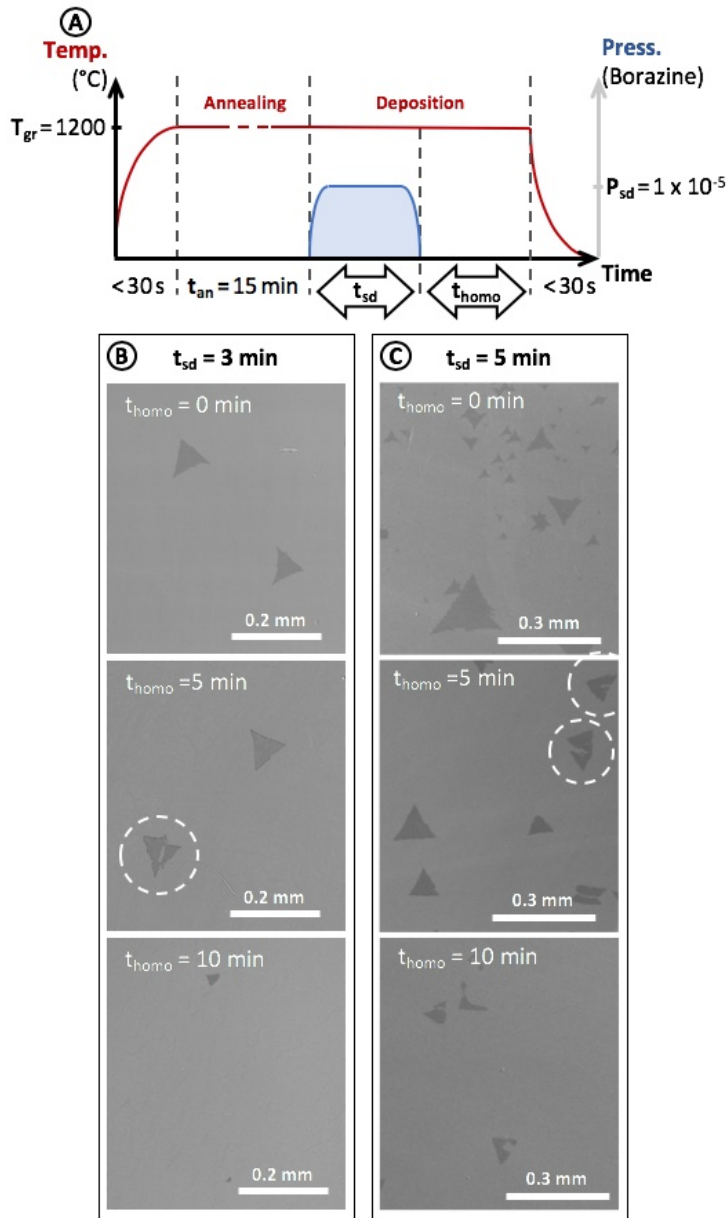 A
Temp.
(°C)
Press.
(Borazine)
Annealing
Deposition
T_gr = 1200
P_sd = 1 x 10^-5
Time
< 30 s
t_an = 15 min
t_sd
t_homo
< 30 s
B
t_sd = 3 min
t_homo = 0 min
0.2 mm
t_homo = 5 min
0.2 mm
t_homo = 10 min
0.2 mm
C
t_sd = 5 min
t_homo = 0 min
0.3 mm
t_homo =5 min
0.3 mm
t_homo = 10 min
0.3 mm